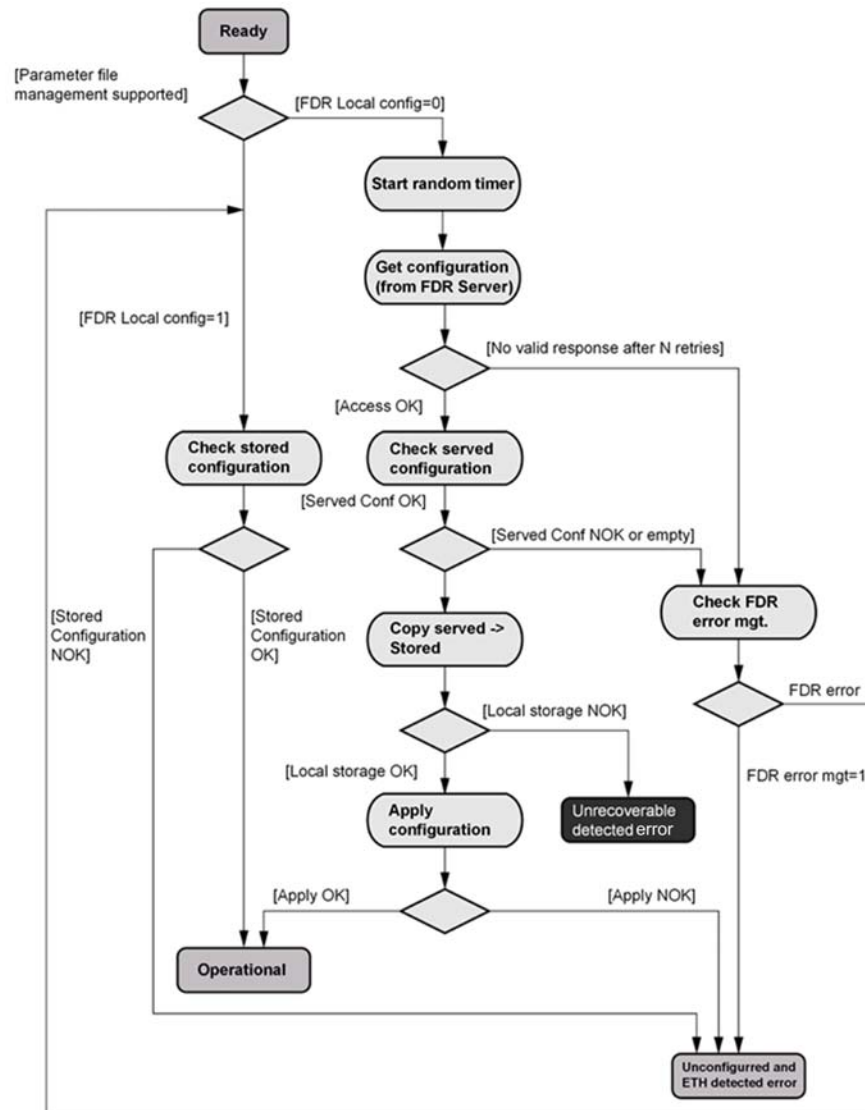 Ready
[Parameter file
management supported]
[FDR Local config=0]
Start random timer
Get configuration
(from FDR Server)
[FDR Local config=1]
[No valid response after N retries]
[Access OK]
Check stored
configuration
Check served
configuration
[Served Conf OK]
[Served Conf NOK or empty]
[Stored
Configuration
NOK]
[Stored
Configuration
OK]
Copy served ->
Stored
Check FDR
error mgt.
FDR error
[Local storage NOK]
[Local storage OK]
FDR error mgt=1
Apply
configuration
Unrecoverable
detected error
[Apply OK]
[Apply NOK]
Operational
Unconfigurred and
ETH detected error